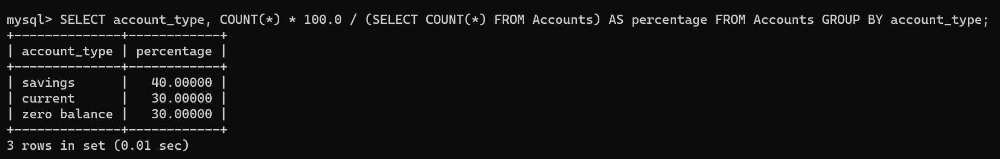 mysql> SELECT account_type, COUNT(*) * 100.0 / (SELECT COUNT(*) FROM Accounts) AS percentage FROM Accounts GROUP BY account_type;
+--------------+------------+
| account_type | percentage |
+--------------+------------+
| savings      |   40.00000 |
| current      |   30.00000 |
| zero balance |   30.00000 |
+--------------+------------+
3 rows in set (0.01 sec)